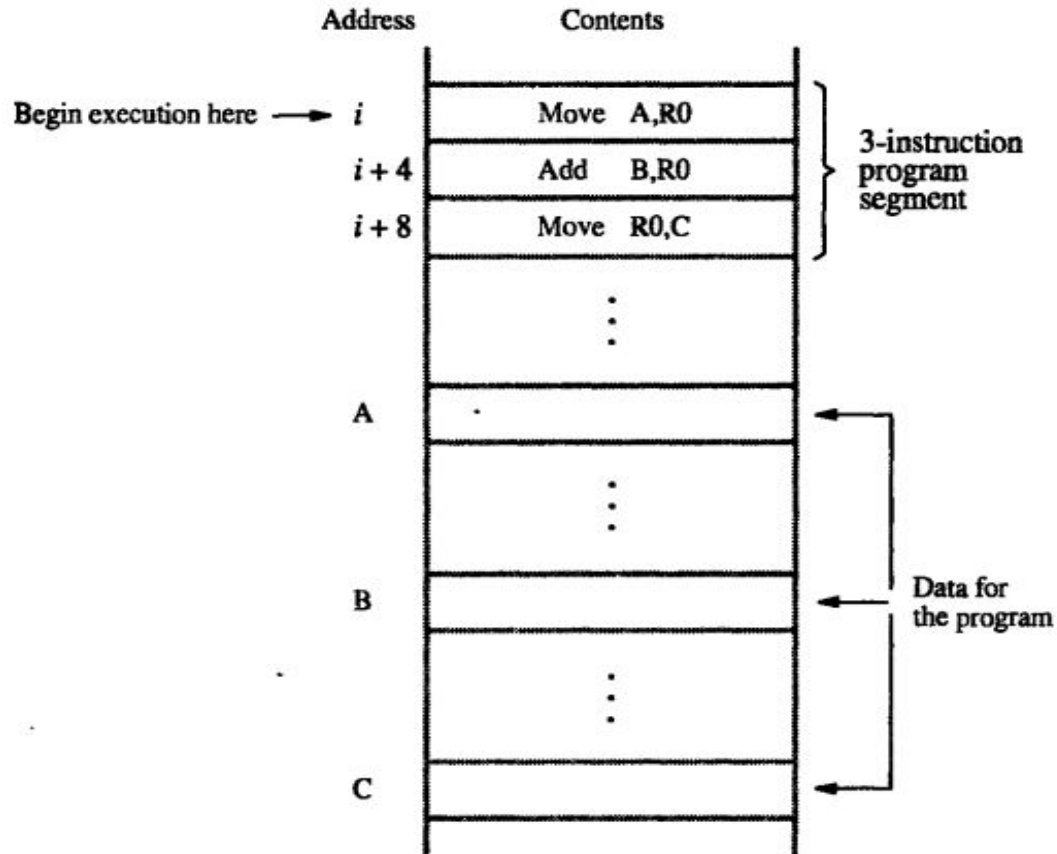 Address Contents
Begin execution here i Move A,R0
i + 4 Add B,R0
i + 8 Move R0,C
3-instruction
program
segment
A
B
C
Data for
the program